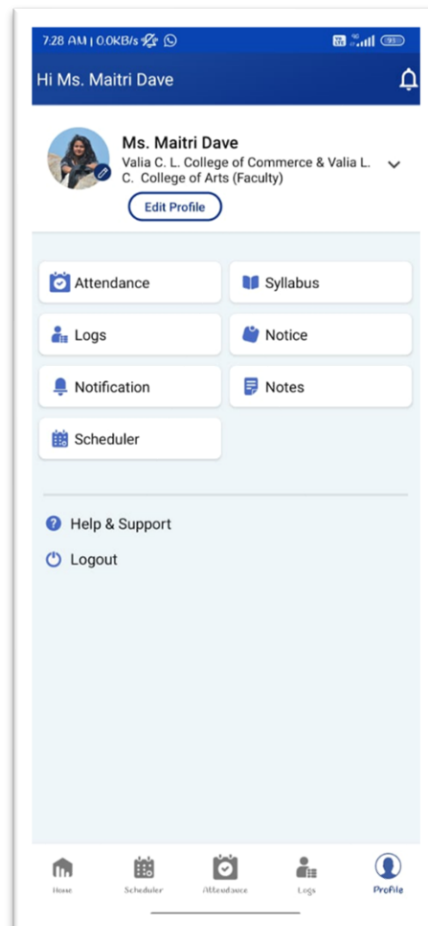 7:28 AM | 0.0KB/s
Hi Ms. Maitri Dave
Ms. Maitri Dave
Valia C. L. College of Commerce & Valia L.
C. College of Arts (Faculty)
Edit Profile
Attendance
Syllabus
Logs
Notice
Notification
Notes
Scheduler
Help & Support
Logout
Home
Scheduler
Attendance
Logs
Profile